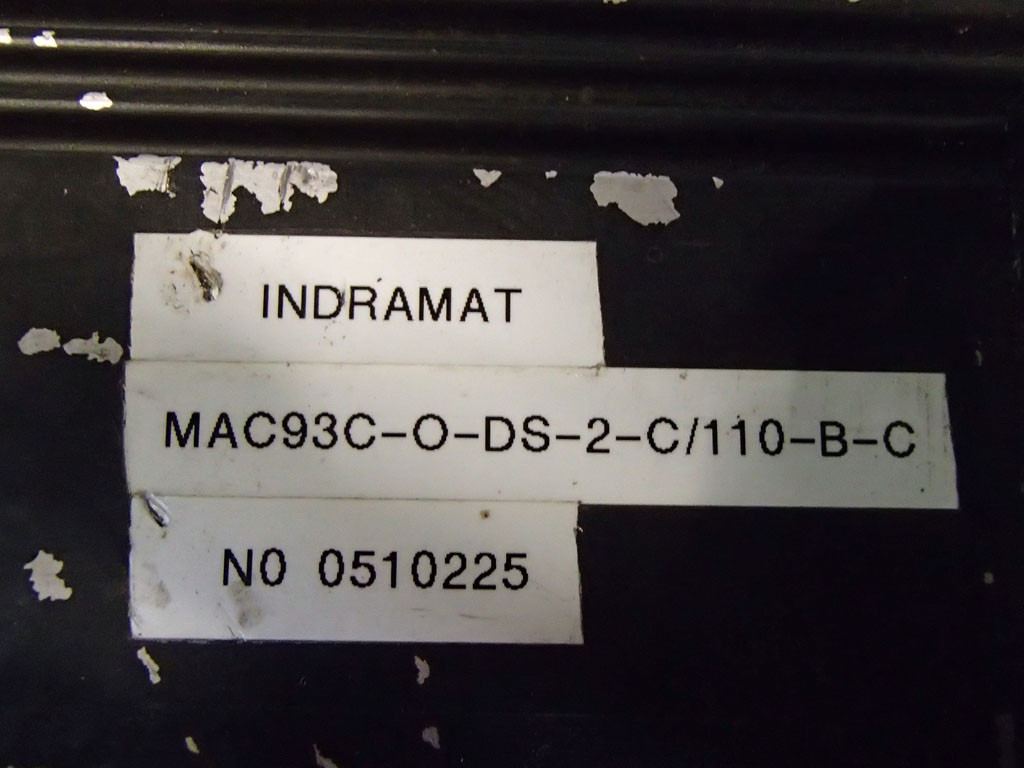 INDRAMAT
MAC93C-O-DS-2-C/110-B-C
N0 0510225